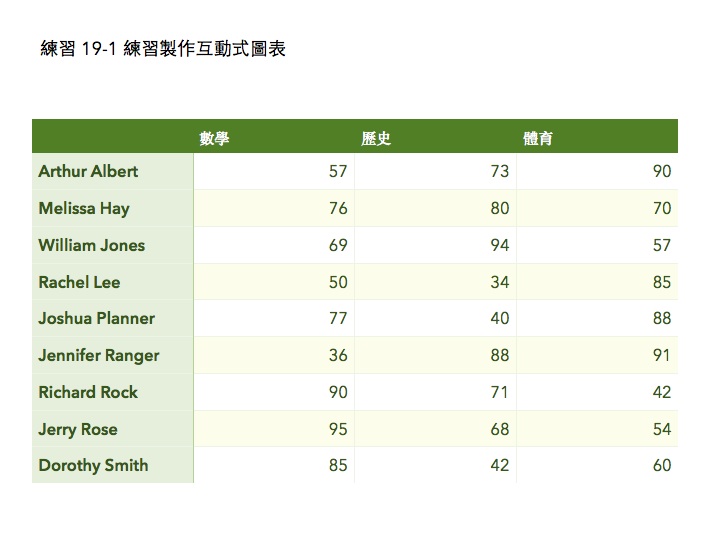 練習 19-1 練習製作互動式圖表
數學 歷史 體育
Arthur Albert 57 73 90
Melissa Hay 76 80 70
William Jones 69 94 57
Rachel Lee 50 34 85
Joshua Planner 77 40 88
Jennifer Ranger 36 88 91
Richard Rock 90 71 42
Jerry Rose 95 68 54
Dorothy Smith 85 42 60